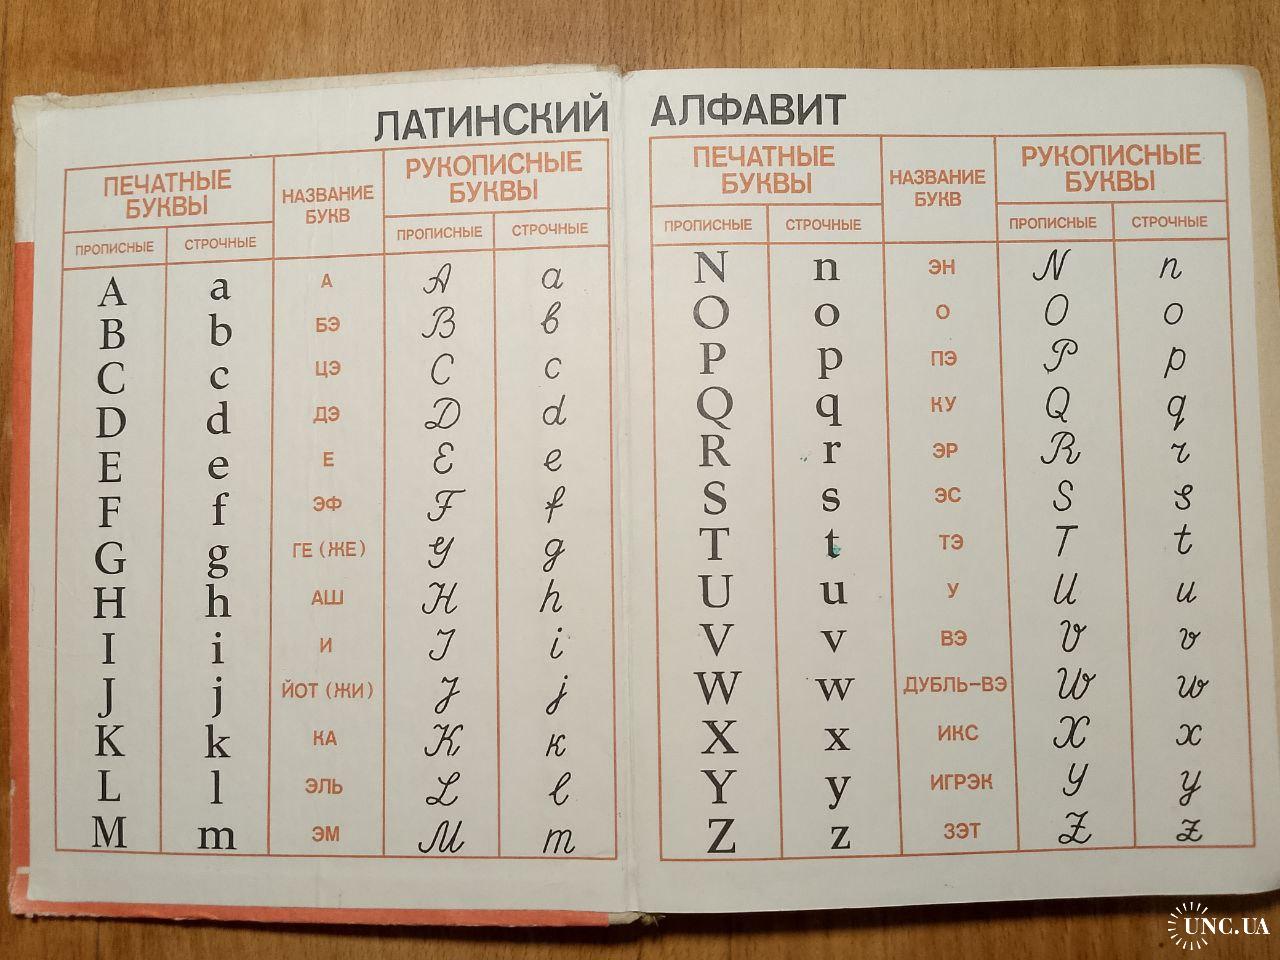 ЛАТИНСКИЙ АЛФАВИТ
ПЕЧАТНЫЕ БУКВЫ НАЗВАНИЕ БУКВ РУКОПИСНЫЕ БУКВЫ
ПРОПИСНЫЕ СТРОЧНЫЕ ПРОПИСНЫЕ СТРОЧНЫЕ
A a А A a
B b БЭ B b
C c ЦЭ C c
D d ДЭ D d
E e Е E e
F f ЭФ F f
G g ГЕ (ЖЕ) G g
H h АШ H h
I i И I i
J j ЙОТ (ЖИ) J j
K k КА K k
L l ЭЛЬ L l
M m ЭМ M m
ПЕЧАТНЫЕ БУКВЫ НАЗВАНИЕ БУКВ РУКОПИСНЫЕ БУКВЫ
ПРОПИСНЫЕ СТРОЧНЫЕ ПРОПИСНЫЕ СТРОЧНЫЕ
N n ЭН N n
O o О O o
P p ПЭ P p
Q q КУ Q q
R r ЭР R r
S s ЭС S s
T t ТЭ T t
U u У U u
V v ВЭ V v
W w ДУБЛЬ-ВЭ W w
X x ИКС X x
Y y ИГРЭК Y y
Z z ЗЭТ Z z
UNC.UA